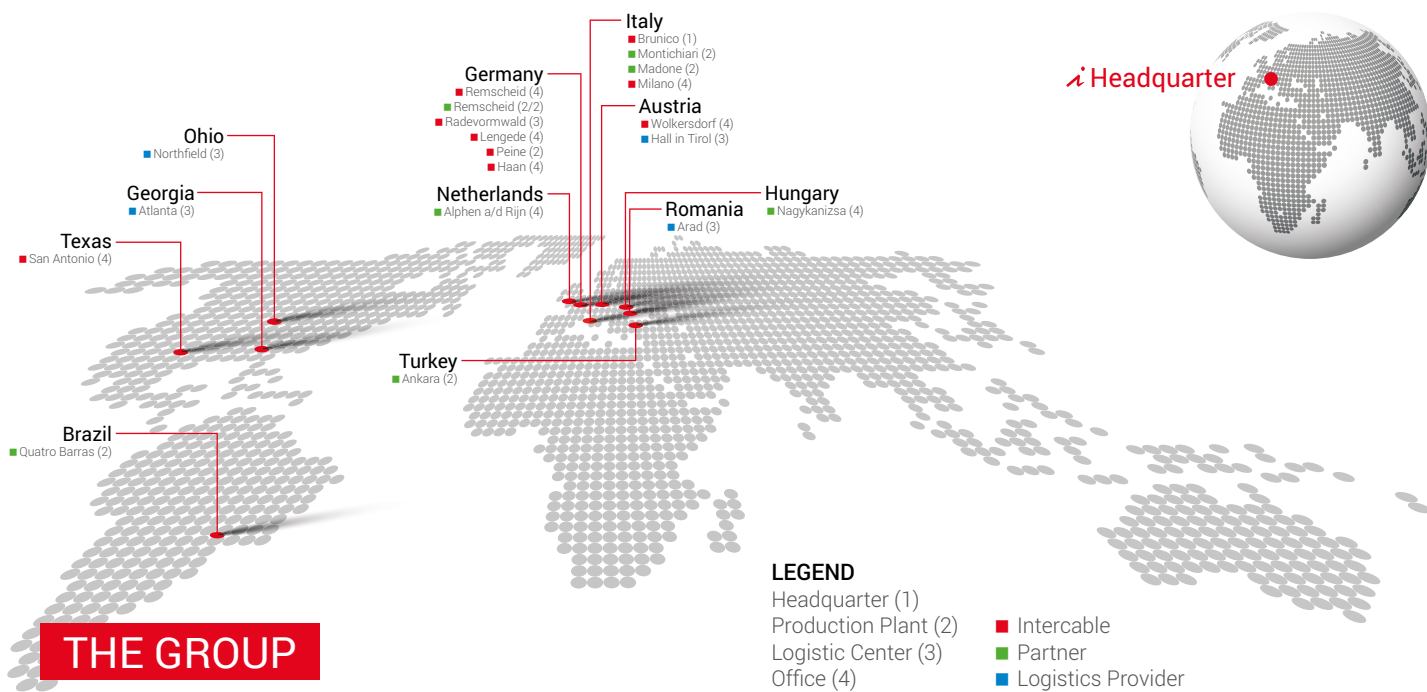 Italy
Brunico (1)
Montichiari (2)
Madone (2)
Milano (4)
Germany
Remscheid (4)
Remscheid (2/2)
Radevormwald (3)
Lengede (4)
Peine (2)
Haan (4)
Austria
Wolkersdorf (4)
Hall in Tirol (3)
i Headquarter
Ohio
Northfield (3)
Georgia
Atlanta (3)
Netherlands
Alphen a/d Rijn (4)
Hungary
Nagykanizsa (4)
Romania
Arad (3)
Texas
San Antonio (4)
Turkey
Ankara (2)
Brazil
Quatro Barras (2)
THE GROUP
LEGEND
Headquarter (1)
Production Plant (2)
Logistic Center (3)
Office (4)
Intercable
Partner
Logistics Provider